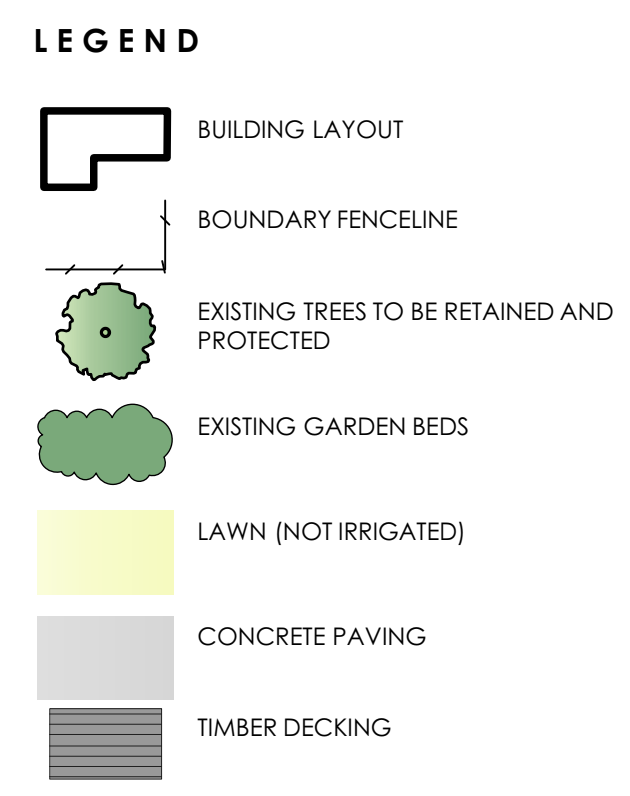 LEGEND
BUILDING LAYOUT
BOUNDARY FENCELINE
EXISTING TREES TO BE RETAINED AND
PROTECTED
EXISTING GARDEN BEDS
LAWN (NOT IRRIGATED)
CONCRETE PAVING
TIMBER DECKING